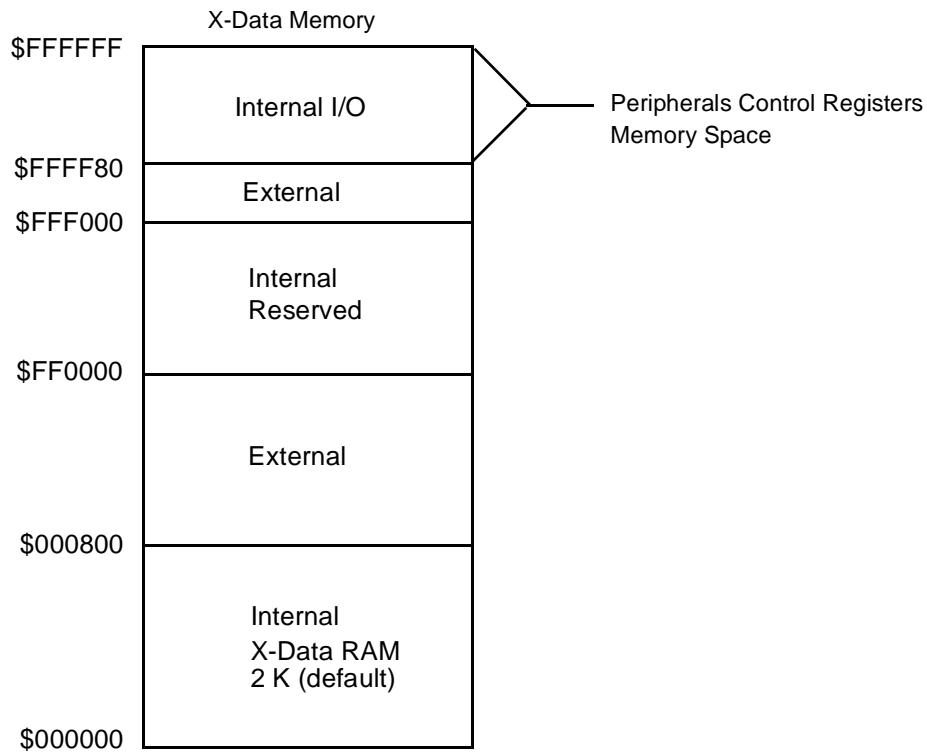 X-Data Memory
$FFFFFF
Internal I/O
Peripherals Control Registers
Memory Space
$FFFF80
External
$FFF000
Internal
Reserved
$FF0000
External
$000800
Internal
X-Data RAM
2 K (default)
$000000